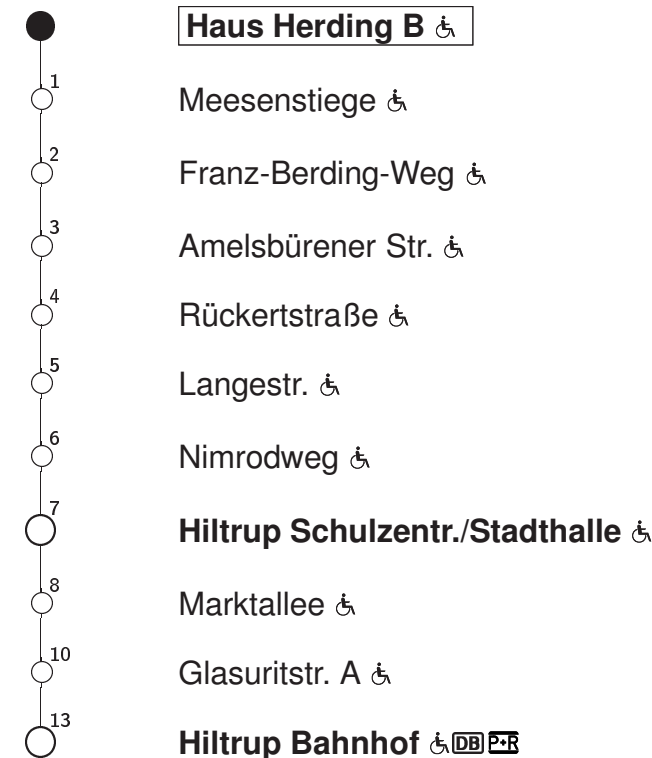 Haus Herding B
1 Meesenstiege
2 Franz-Berding-Weg
3 Amelsbürener Str.
4 Rückertstraße
5 Langestr.
6 Nimrodweg
7 Hiltrup Schulzentr./Stadthalle
8 Marktallee
10 Glasuritstr. A
13 Hiltrup Bahnhof DB P+R